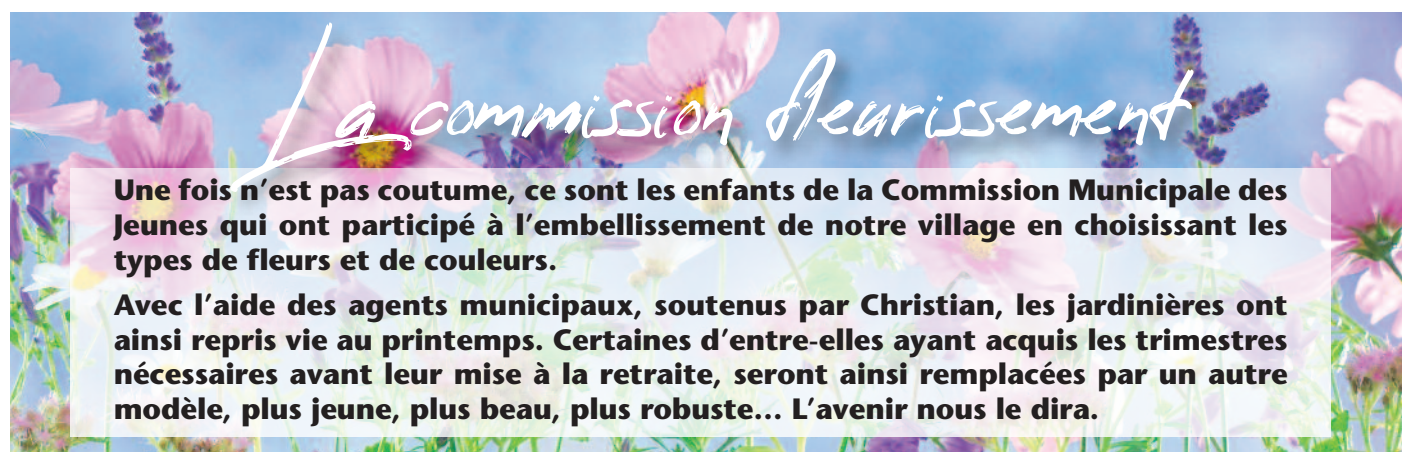 La commission fleurissement
Une fois n’est pas coutume, ce sont les enfants de la Commission Municipale des
Jeunes qui ont participé à l’embellissement de notre village en choisissant les
types de fleurs et de couleurs.
Avec l’aide des agents municipaux, soutenus par Christian, les jardinières ont
ainsi repris vie au printemps. Certaines d’entre-elles ayant acquis les trimestres
nécessaires avant leur mise à la retraite, seront ainsi remplacées par un autre
modèle, plus jeune, plus beau, plus robuste… L’avenir nous le dira.